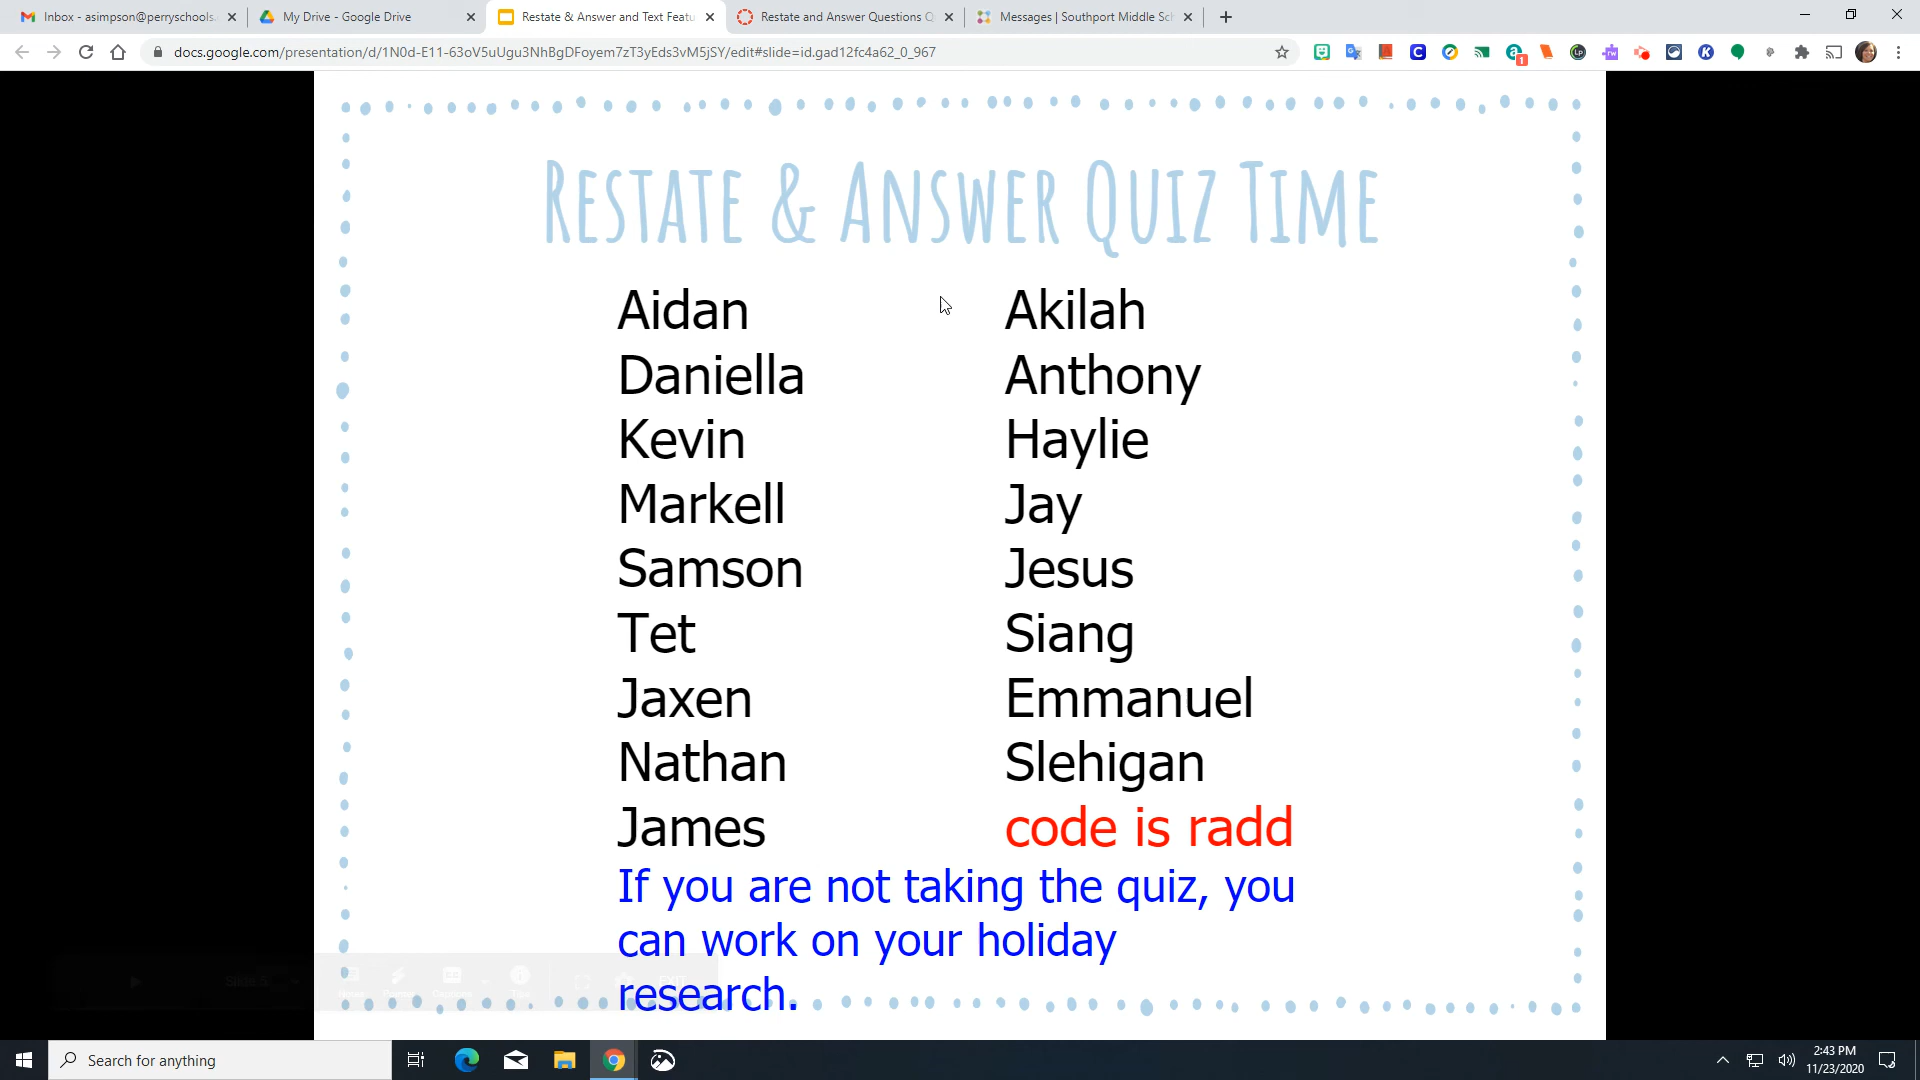 Inbox - asimpson@perryschools.
My Drive - Google Drive
Restate & Answer and Text Featu
Restate and Answer Questions Q
Messages | Southport Middle Sch
docs.google.com/presentation/d/1N0d-E11-63oV5uUgu3NhBgDFoyem7zT3yEds3vM5jSY/edit#slide=id.gad12fc4a62_0_967
RESTATE & ANSWER QUIZ TIME
Aidan
Daniella
Kevin
Markell
Samson
Tet
Jaxen
Nathan
James
Akilah
Anthony
Haylie
Jay
Jesus
Siang
Emmanuel
Slehigan
code is radd
If you are not taking the quiz, you
can work on your holiday
research.
Search for anything
2:43 PM
11/23/2020